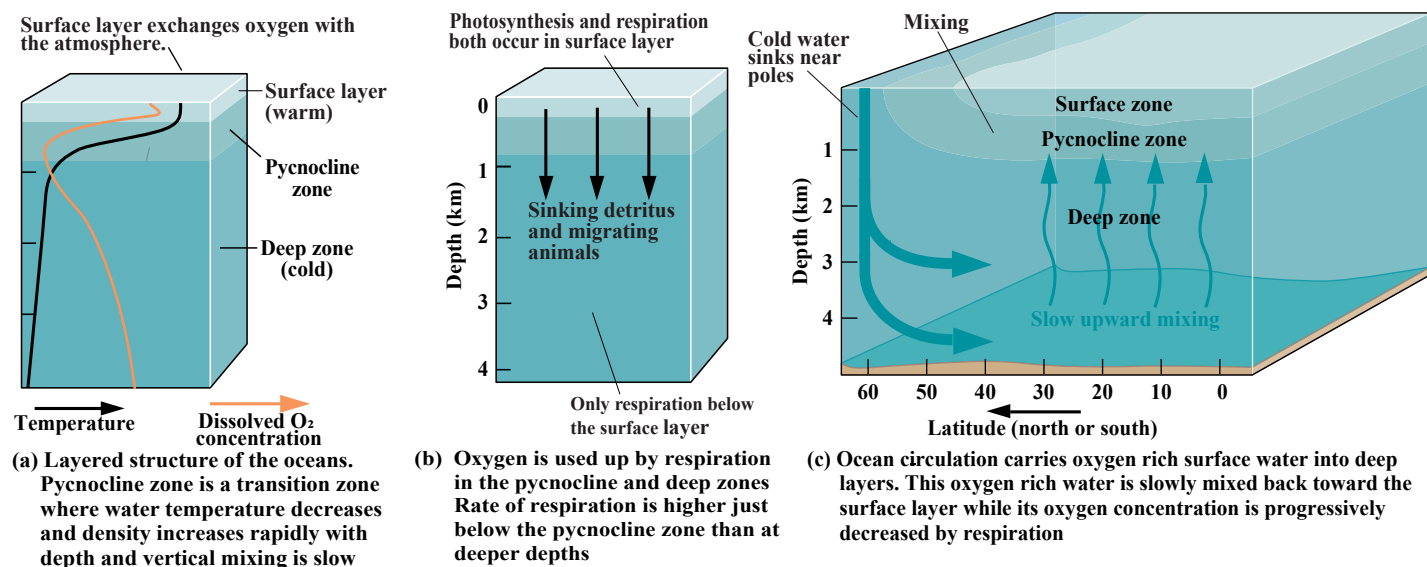 Surface layer exchanges oxygen with
the atmosphere.
Surface layer
(warm)
Pycnocline
zone
Deep zone
(cold)
Temperature
Dissolved O₂
concentration
(a) Layered structure of the oceans.
Pycnocline zone is a transition zone
where water temperature decreases
and density increases rapidly with
depth and vertical mixing is slow
Photosynthesis and respiration
both occur in surface layer
0
1
2
3
4
Depth (km)
Sinking detritus
and migrating
animals
Only respiration below
the surface layer
(b) Oxygen is used up by respiration
in the pycnocline and deep zones
Rate of respiration is higher just
below the pycnocline zone than at
deeper depths
Mixing
Cold water
sinks near
poles
Surface zone
Pycnocline zone
Deep zone
Slow upward mixing
1
2
3
4
Depth (km)
60 50 40 30 20 10 0
Latitude (north or south)
(c) Ocean circulation carries oxygen rich surface water into deep
layers. This oxygen rich water is slowly mixed back toward the
surface layer while its oxygen concentration is progressively
decreased by respiration